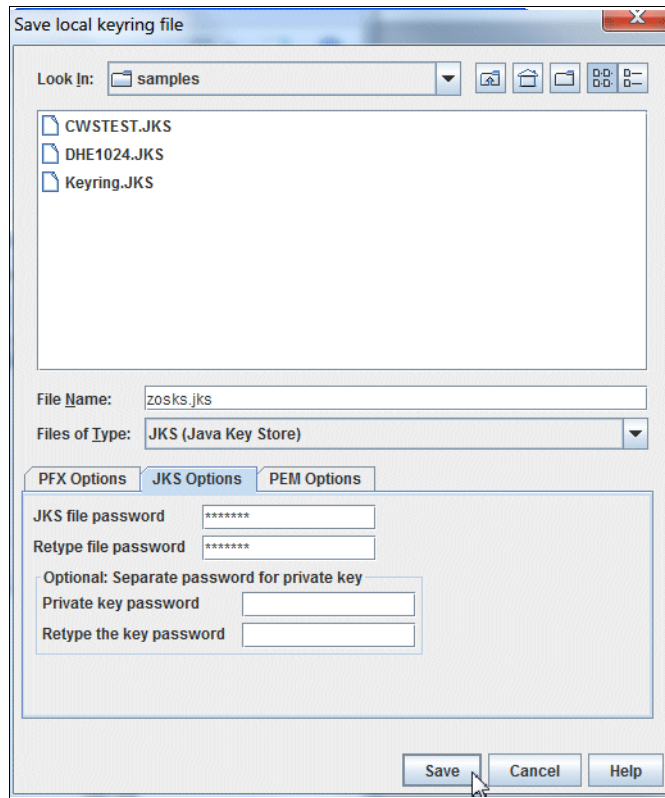 Save local keyring file
Look In: samples
CWSTEST.JKS
DHE1024.JKS
Keyring.JKS
File Name: zosks.jks
Files of Type: JKS (Java Key Store)
PFX Options JKS Options PEM Options
JKS file password *******
Retype file password *******
Optional: Separate password for private key
Private key password
Retype the key password
Save Cancel Help